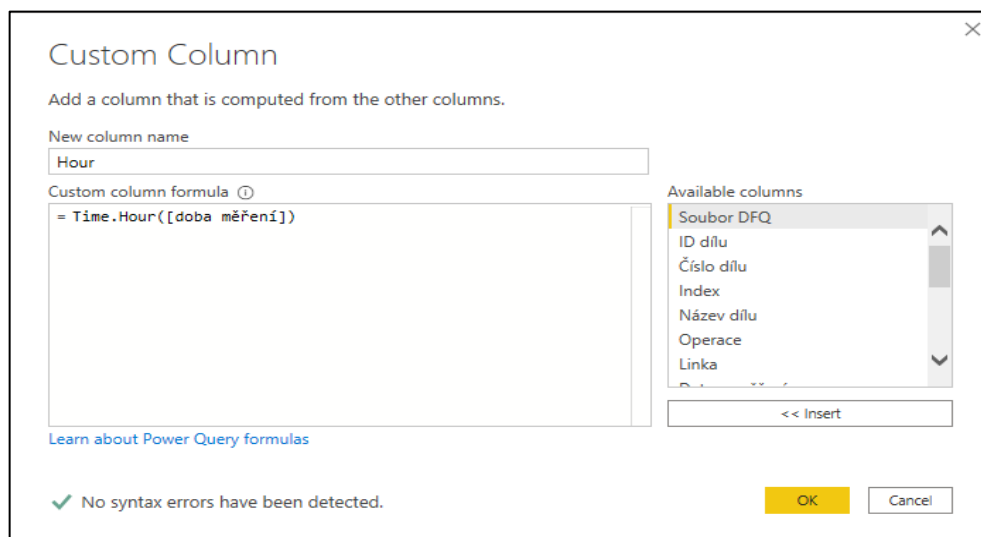 Custom Column
Add a column that is computed from the other columns.
New column name
Hour
Custom column formula
= Time.Hour([doba měření])
Available columns
Soubor DFQ
ID dílu
Číslo dílu
Index
Název dílu
Operace
Linka
<< Insert
Learn about Power Query formulas
No syntax errors have been detected.
OK
Cancel